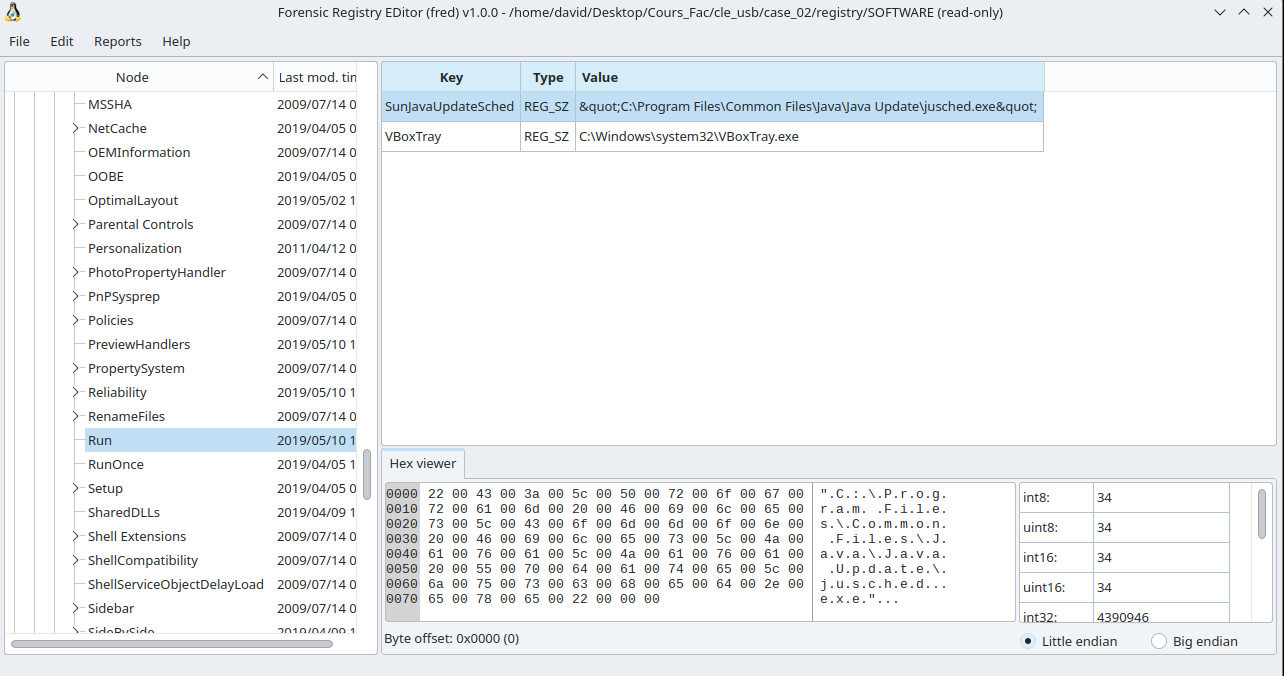 Forensic Registry EDitor (fred) v1.0.0 - /home/david/Desktop/Cours_Fac/cle_usb/case_02/registry/SOFTWARE (read-only)
File Edit Reports Help
Node Last mod. tin
MSSHA 2009/07/14 0
NetCache 2019/04/05 0
OEMInformation 2009/07/14 0
OOBE 2019/04/05 0
OptimalLayout 2019/05/02 1
Parental Controls 2009/07/14 0
Personalization 2011/04/12 0
PhotoPropertyHandler 2009/07/14 0
PnPSysprep 2019/04/05 0
Policies 2009/07/14 0
PreviewHandlers 2019/05/10 1
PropertySystem 2009/07/14 0
Reliability 2019/05/10 1
RenameFiles 2009/07/14 0
Run 2019/05/10 1
RunOnce 2019/04/05 1
Setup 2019/04/05 0
SharedDLLs 2019/04/09 1
Shell Extensions 2009/07/14 0
ShellCompatibility 2009/07/14 0
ShellServiceObjectDelayLoad 2009/07/14 0
Sidebar 2009/07/14 0
SideBySide 2019/04/09 1
Key Type Value
SunJavaUpdateSched REG_SZ &quot;C:\Program Files\Common Files\Java\Java Update\jusched.exe&quot;
VBoxTray REG_SZ C:\Windows\system32\VBoxTray.exe
Hex viewer
0000 22 00 43 00 3a 00 5c 00 50 00 72 00 6f 00 67 00 ".C.:.\.P.r.o.g.
0010 72 00 61 00 6d 00 20 00 46 00 69 00 6c 00 65 00 r.a.m. .F.i.l.e.
0020 73 00 5c 00 43 00 6f 00 6d 00 6d 00 6f 00 6e 00 s.\.C.o.m.m.o.n.
0030 20 00 46 00 69 00 6c 00 65 00 73 00 5c 00 4a 00 .F.i.l.e.s.\.J.
0040 61 00 76 00 61 00 5c 00 4a 00 61 00 76 00 61 00 a.v.a.\.J.a.v.a.
0050 20 00 55 00 70 00 64 00 61 00 74 00 65 00 5c 00 .U.p.d.a.t.e.\.
0060 6a 00 75 00 73 00 63 00 68 00 65 00 64 00 2e 00 j.u.s.c.h.e.d...
0070 65 00 78 00 65 00 22 00 00 00 e.x.e."...
int8: 34
uint8: 34
int16: 34
uint16: 34
int32: 4390946
Byte offset: 0x0000 (0)
Little endian Big endian